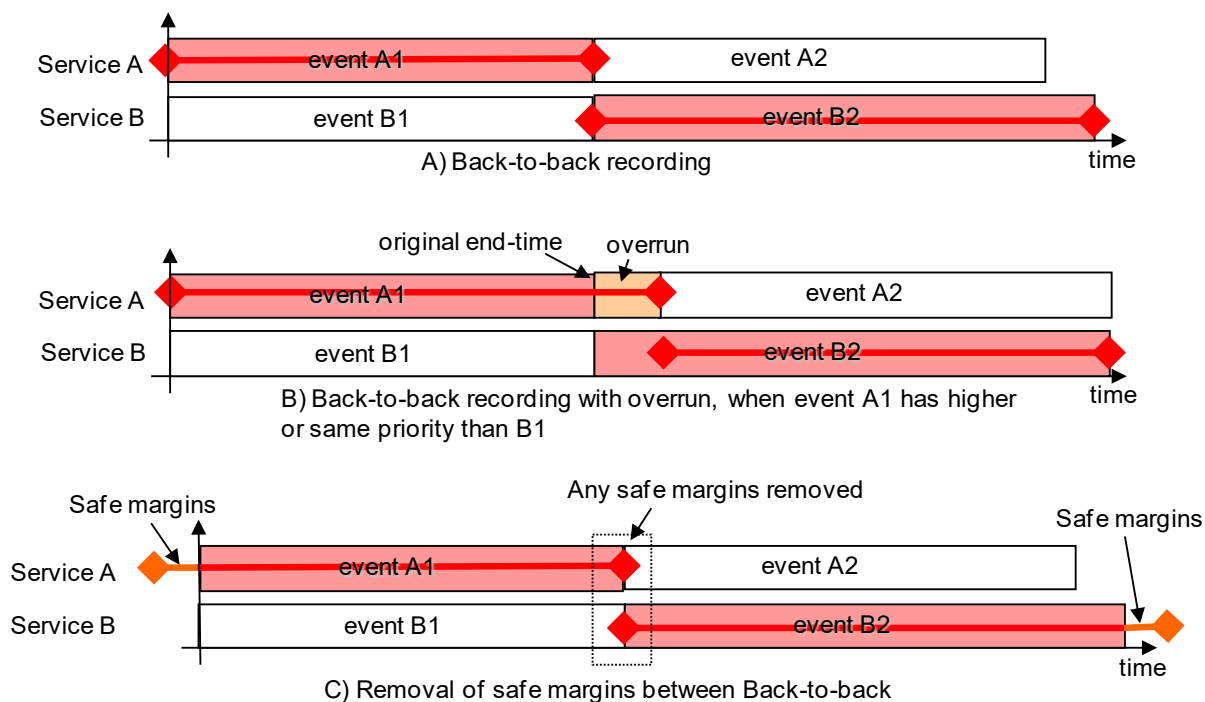 Service A
event A1
event A2
Service B
event B1
event B2
time
A) Back-to-back recording
original end-time
overrun
Service A
event A1
event A2
Service B
event B1
event B2
time
B) Back-to-back recording with overrun, when event A1 has higher
or same priority than B1
Safe margins
Any safe margins removed
Safe margins
Service A
event A1
event A2
Service B
event B1
event B2
time
C) Removal of safe margins between Back-to-back